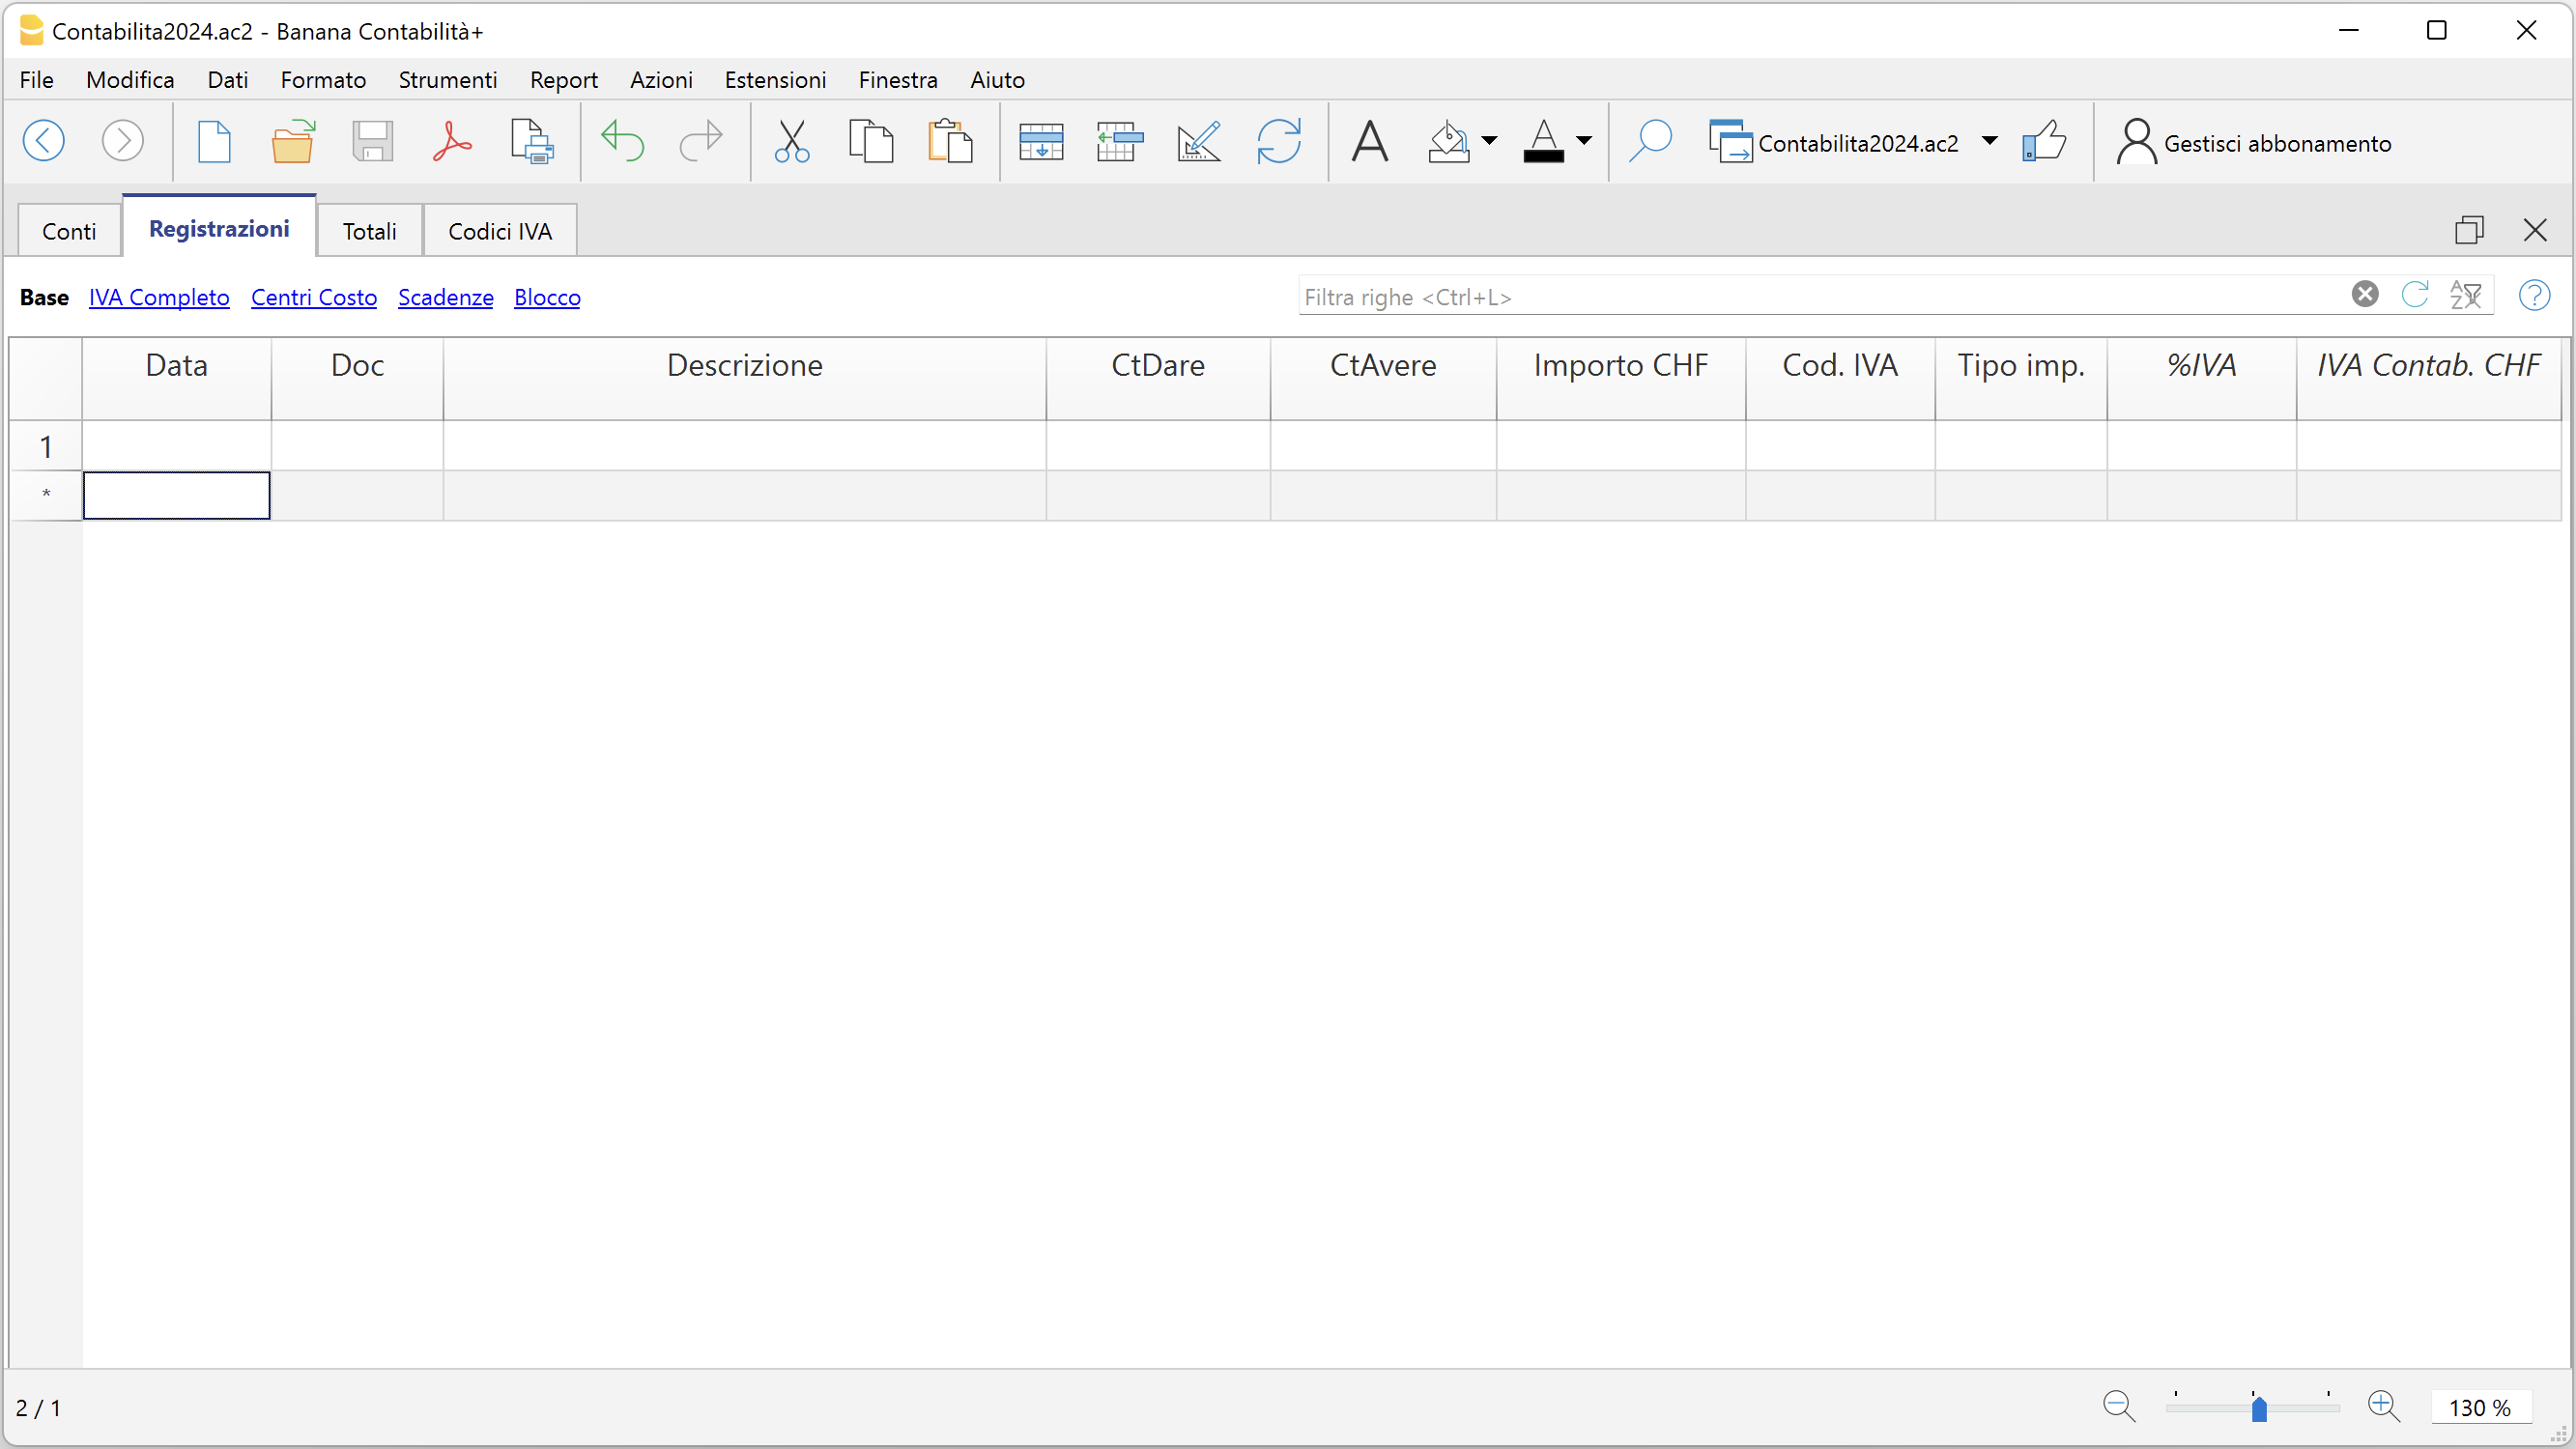 Contabilita2024.ac2 - Banana Contabilità+
File Modifica Dati Formato Strumenti Report Azioni Estensioni Finestra Aiuto
Contabilita2024.ac2 Gestisci abbonamento
Conti Registrazioni Totali Codici IVA
Base IVA Completo Centri Costo Scadenze Blocco Filtra righe <Ctrl+L>
Data Doc Descrizione CtDare CtAvere Importo CHF Cod. IVA Tipo imp. %IVA IVA Contab. CHF
1
*
2 / 1 130 %